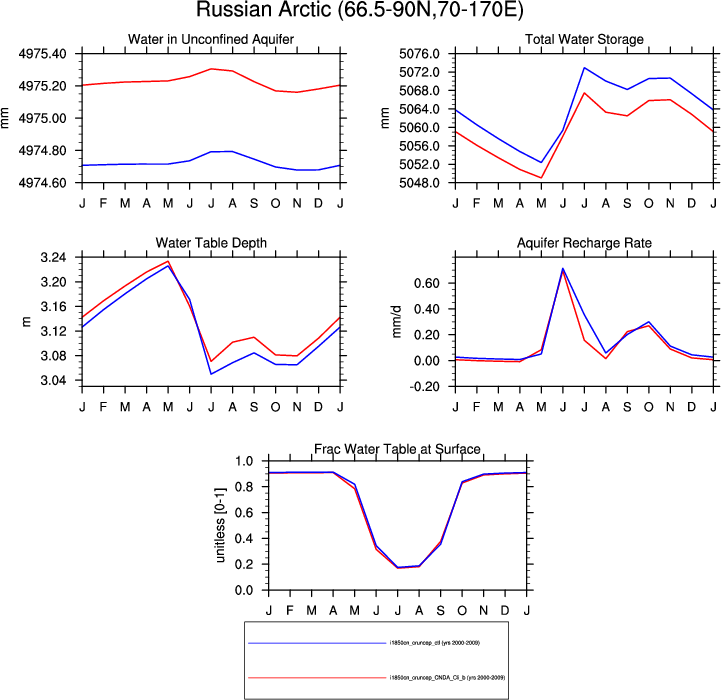 Russian Arctic (66.5-90N,70-170E)
Water in Unconfined Aquifer
4975.40
4975.20
4975.00
4974.80
4974.60
mm
J F M A M J J A S O N D J
Total Water Storage
5076.0
5072.0
5068.0
5064.0
5060.0
5056.0
5052.0
5048.0
mm
J F M A M J J A S O N D J
Water Table Depth
3.24
3.20
3.16
3.12
3.08
3.04
m
J F M A M J J A S O N D J
Aquifer Recharge Rate
0.60
0.40
0.20
0.00
-0.20
mm/d
J F M A M J J A S O N D J
Frac Water Table at Surface
1.0
0.8
0.6
0.4
0.2
0.0
unitless [0-1]
J F M A M J J A S O N D J
i1850cn_cruncep_ctl (yrs 2000-2009)
i1850cn_cruncep_CNDA_Cli_b (yrs 2000-2009)